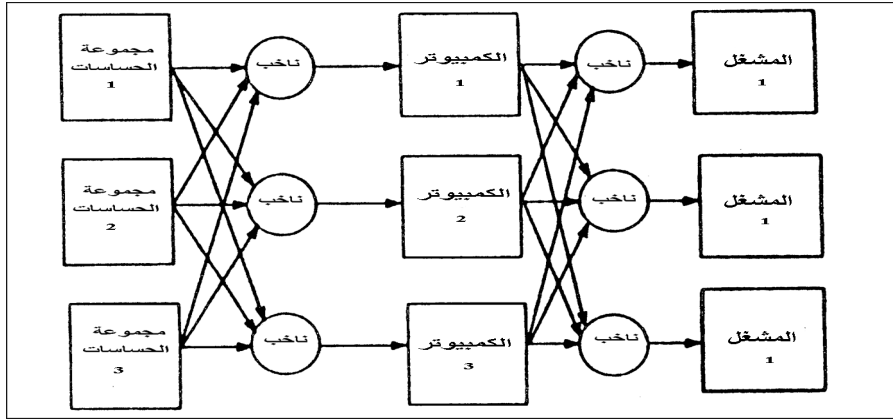 مجموعة
الحساسات
1
ناخب
الكمبيوتر
1
ناخب
المشغل
1
مجموعة
الحساسات
2
ناخب
الكمبيوتر
2
ناخب
المشغل
1
مجموعة
الحساسات
3
ناخب
الكمبيوتر
3
ناخب
المشغل
1